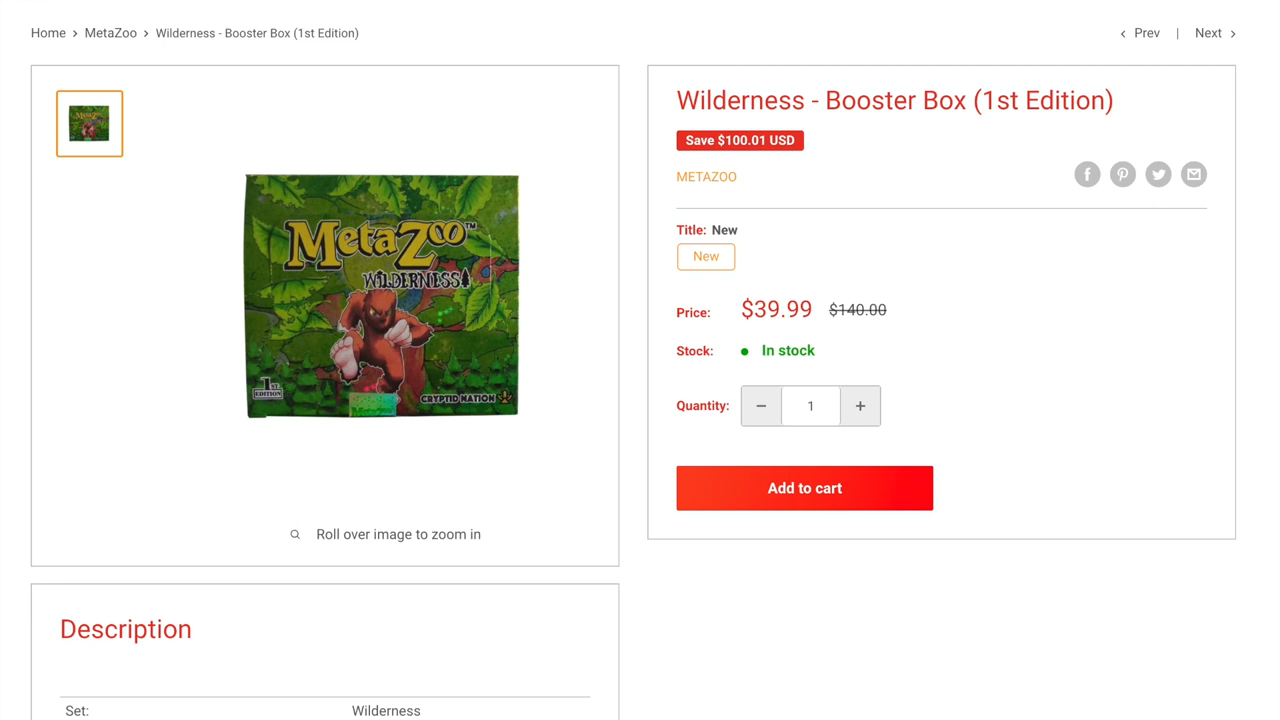 Home > MetaZoo > Wilderness - Booster Box (1st Edition)
‹ Prev | Next ›
MetaZoo™
WILDERNESS
1ST
EDITION
CRYPTID NATION
Roll over image to zoom in
Wilderness - Booster Box (1st Edition)
Save $100.01 USD
METAZOO
Title: New
New
Price: $39.99 $140.00
Stock: In stock
Quantity: − 1 +
Add to cart
Description
Set: Wilderness